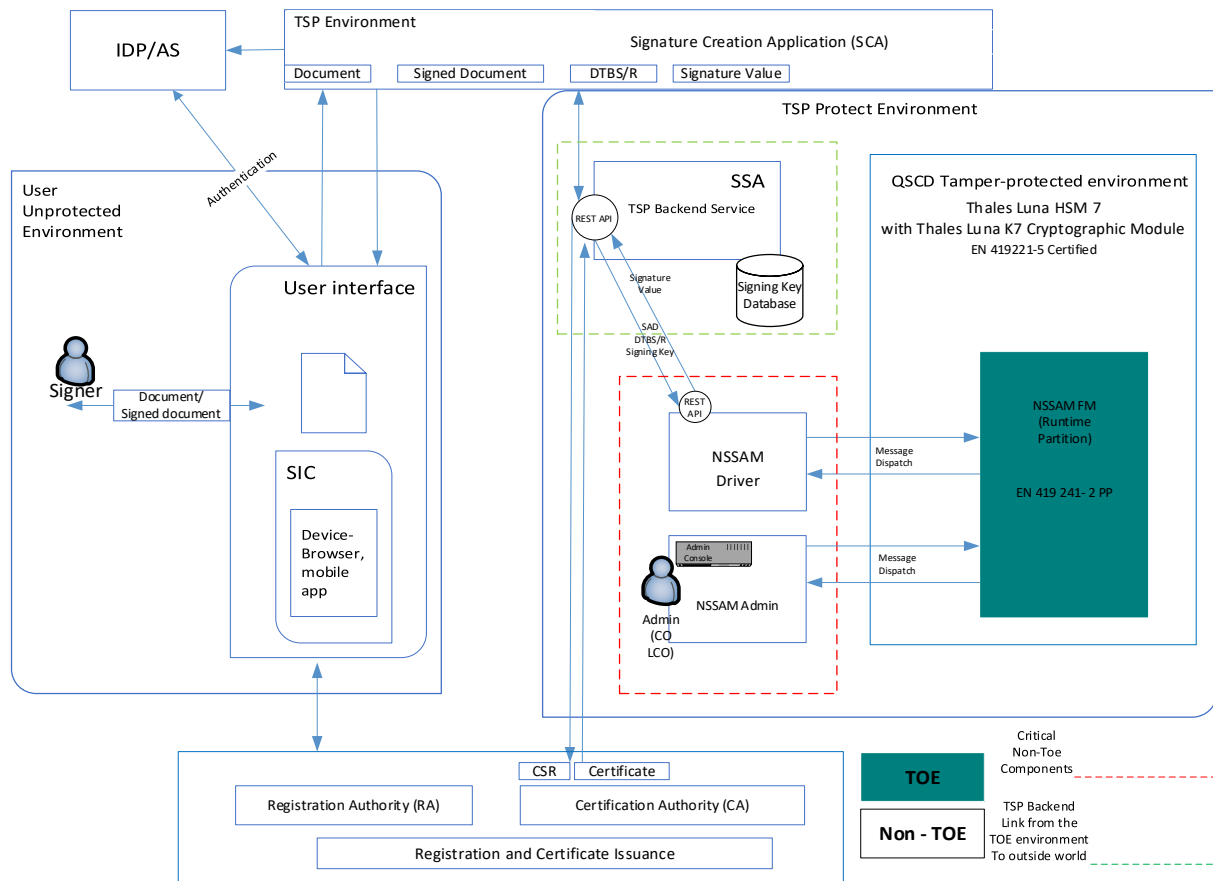 TSP Environment
IDP/AS
Signature Creation Application (SCA)
Document
Signed Document
DTBS/R
Signature Value
TSP Protect Environment
Authentication
User
Unprotected
Environment
User interface
Signer
Document/
Signed document
SIC
Device-
Browser,
mobile
app
SSA
TSP Backend Service
REST API
Signing Key
Database
Signature
Value
SAD
DTBS/R
Signing Key
QSCD Tamper-protected environment
Thales Luna HSM 7
with Thales Luna K7 Cryptographic Module
EN 419221-5 Certified
REST
API
NSSAM
Driver
Message
Dispatch
NSSAM FM
(Runtime
Partition)
EN 419 241- 2 PP
Admin
Console
NSSAM Admin
Admin
(CO
LCO)
Message
Dispatch
CSR
Certificate
Registration Authority (RA)
Certification Authority (CA)
Registration and Certificate Issuance
TOE
Non - TOE
Critical
Non-Toe
Components
TSP Backend
Link from the
TOE environment
To outside world